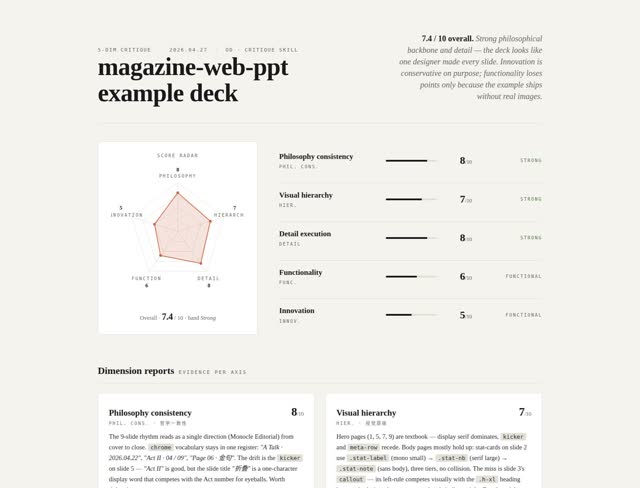 5-DIM CRITIQUE 2026.04.27 OD · CRITIQUE SKILL
magazine-web-ppt
example deck
7.4 / 10 overall. Strong philosophical
backbone and detail — the deck looks like
one designer made every slide. Innovation is
conservative on purpose; functionality loses
points only because the example ships
without real images.
SCORE RADAR
8
PHILOSOPHY
5
INOVATION
7
HIERARCH
FUNCTION
6
DETAIL
8
Overall · 7.4 / 10 · band Strong
Philosophy consistency
PHIL. CONS.
8/10
STRONG
Visual hierarchy
HIER.
7/10
STRONG
Detail execution
DETAIL
8/10
STRONG
Functionality
FUNC.
6/10
FUNCTIONAL
Innovation
INNOV.
5/10
FUNCTIONAL
Dimension reports EVIDENCE PER AXIS
Philosophy consistency 8/10
PHIL. CONS. · 哲学一致性
The 9-slide rhythm reads as a single direction (Monocle Editorial) from
cover to close. chrome vocabulary stays in one register: "A Talk ·
2026.04.22", "Act II · 04 / 09", "Page 06 · 金句". The drift is the kicker
on slide 5 — "Act II" is good, but the slide title "折叠" is a one-character
display word that competes with the Act number for eyeballs. Worth
Visual hierarchy 7/10
HIER. · 视觉层级
Hero pages (1, 5, 7, 9) are textbook — display serif dominates, kicker
and meta-row recede. Body pages mostly hold up: stat-cards on slide 2
use .stat-label (mono small) → .stat-nb (serif large) →
.stat-note (sans body), three tiers, no collision. The miss is slide 3's
callout — its left-rule competes visually with the .h-xl heading